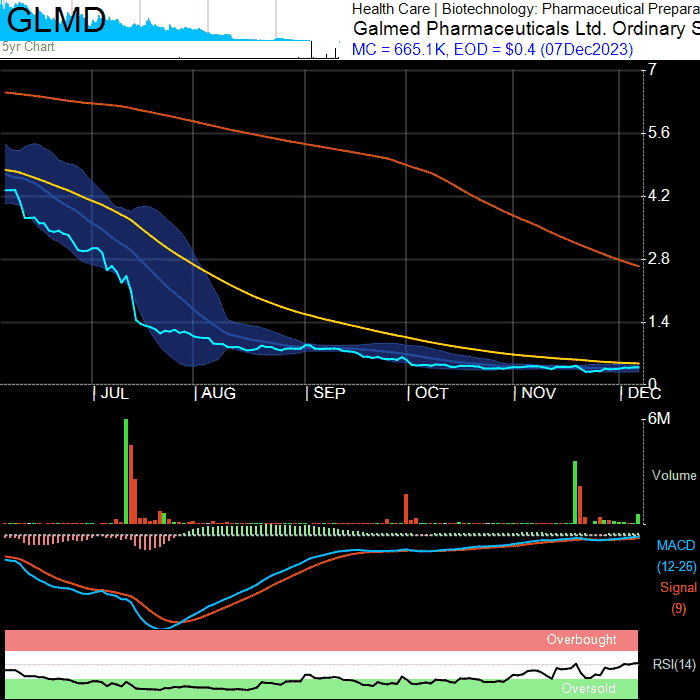 GLMD
5yr Chart
Health Care | Biotechnology: Pharmaceutical Prepara
Galmed Pharmaceuticals Ltd. Ordinary S
MC = 665.1K, EOD = $0.4 (07Dec2023)
7
5.6
4.2
2.8
1.4
0
| JUL | AUG | SEP | OCT | NOV | DEC
6M
Volume
MACD
(12-26)
Signal
(9)
Overbought
RSI(14)
Oversold